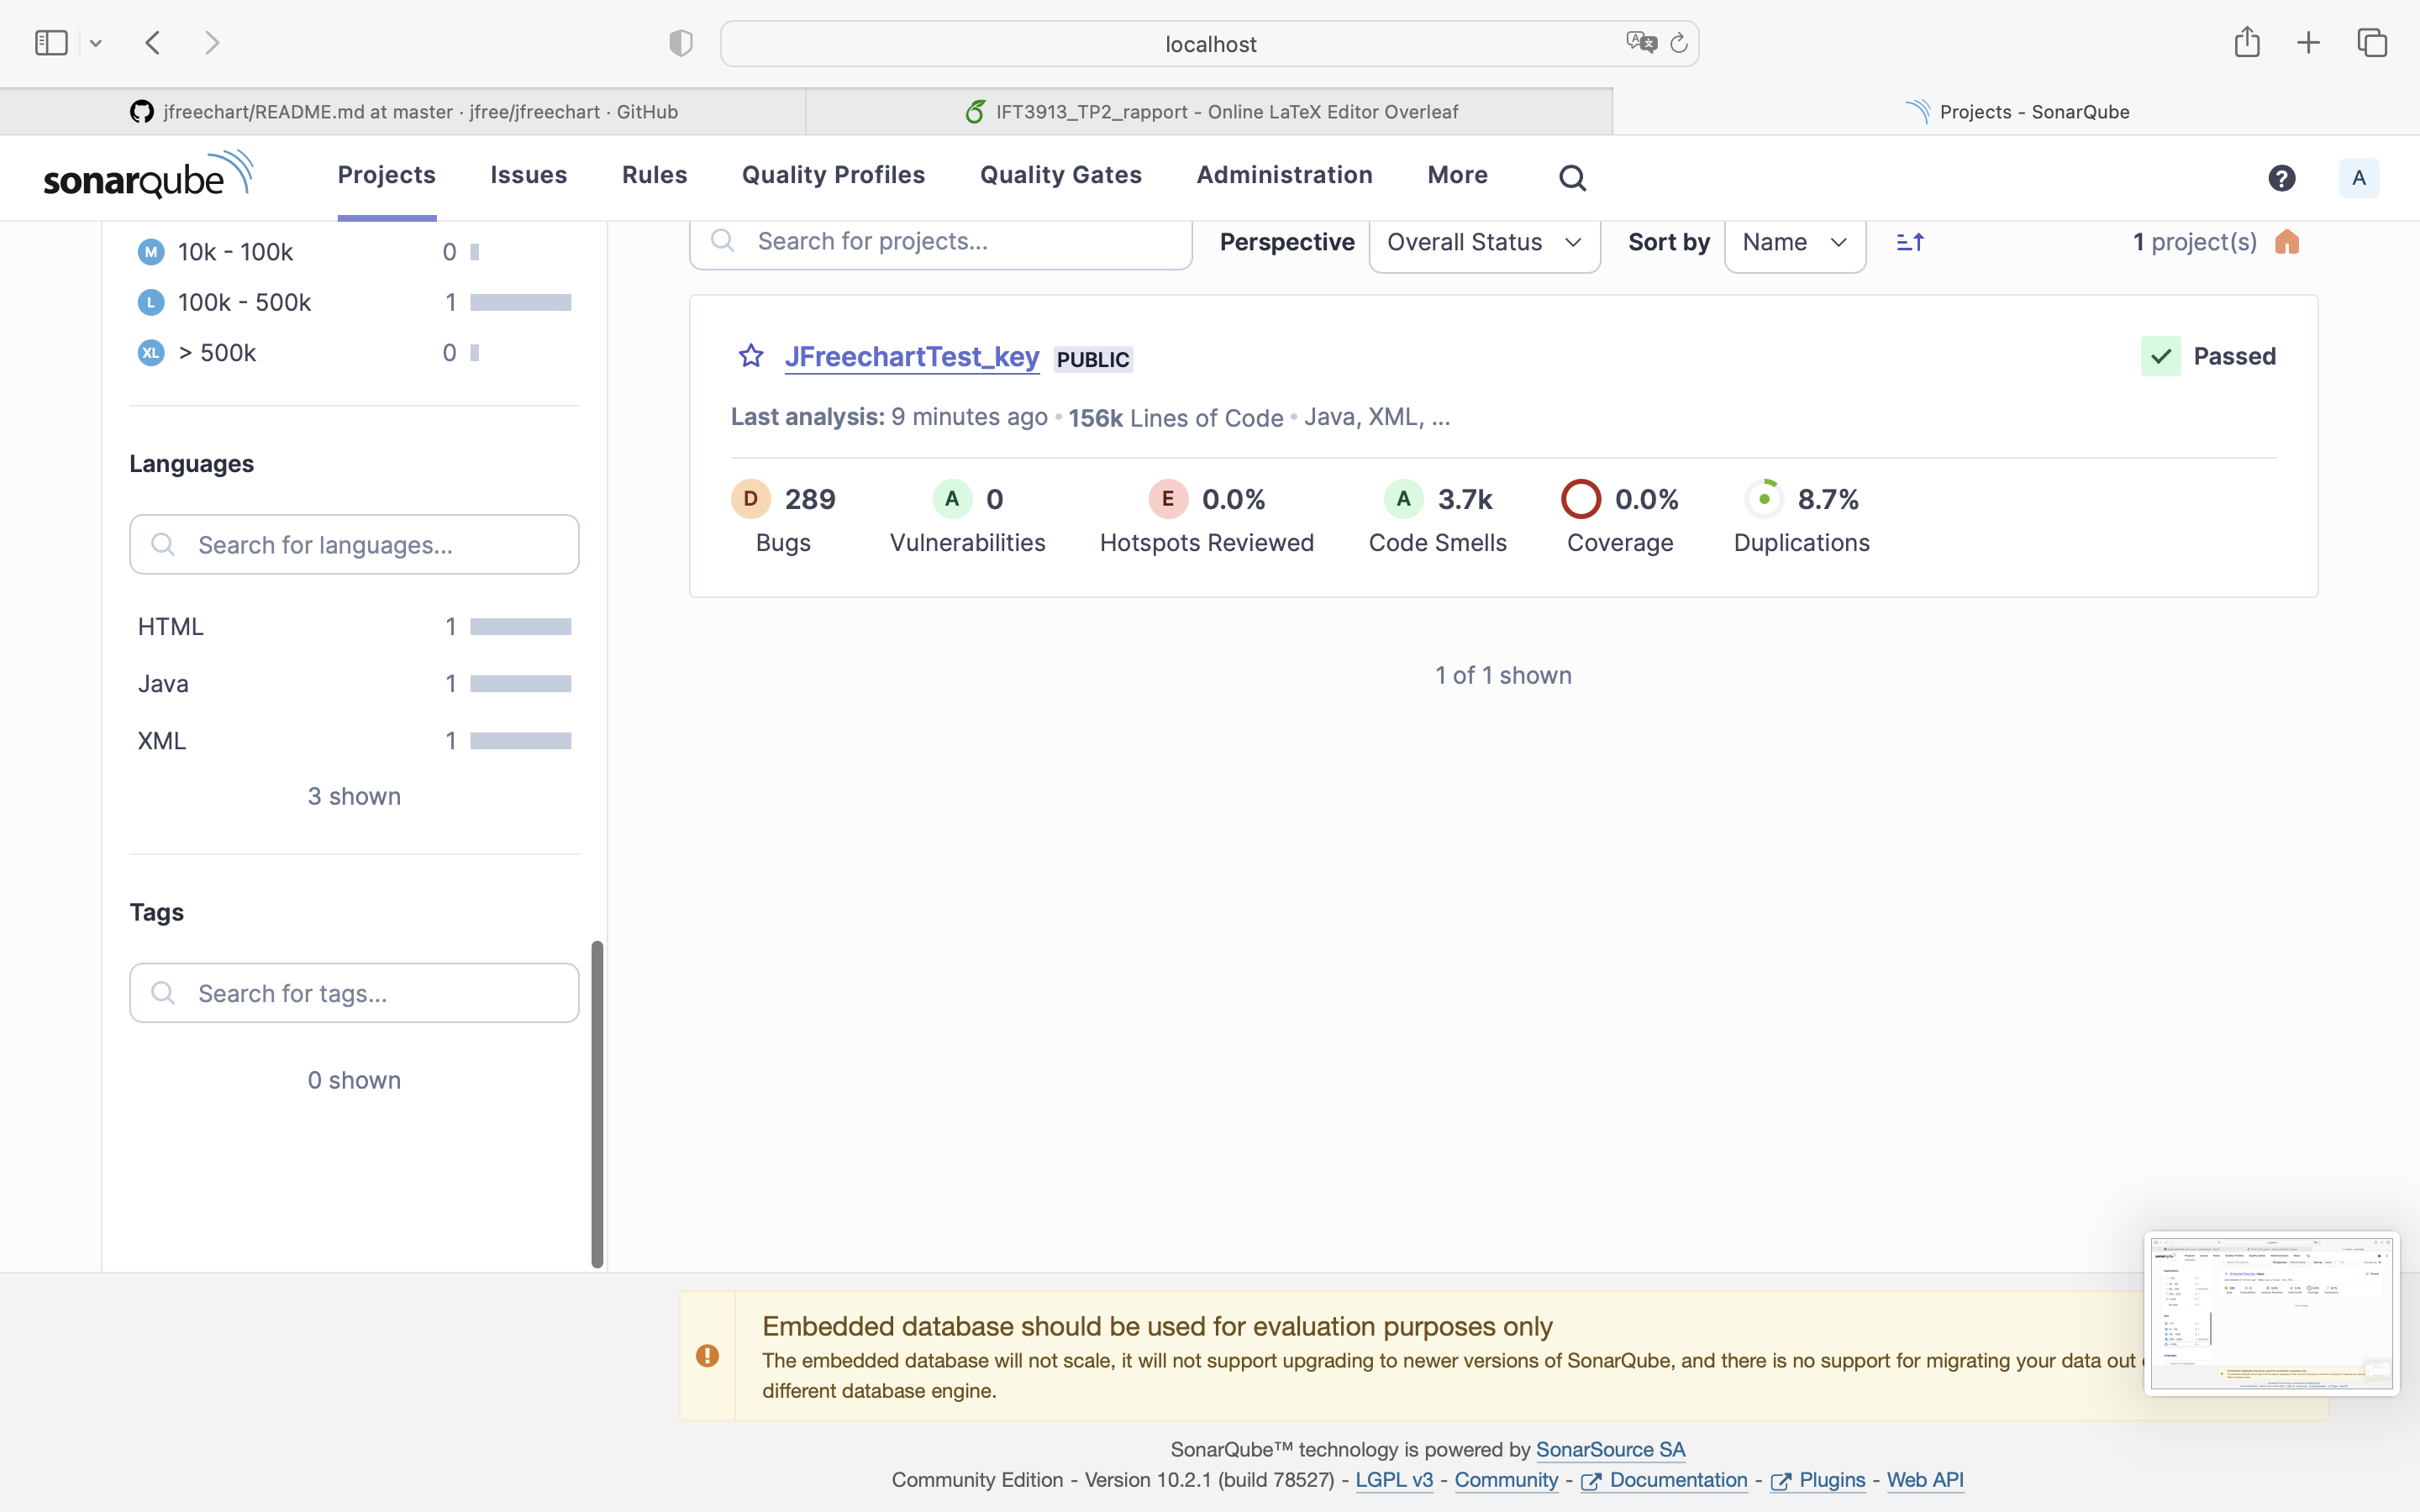 localhost
jfreechart/README.md at master · jfree/jfreechart · GitHub
IFT3913_TP2_rapport - Online LaTeX Editor Overleaf
Projects - SonarQube
sonarqube
Projects Issues Rules Quality Profiles Quality Gates Administration More
? A
M 10k - 100k 0
L 100k - 500k 1
XL > 500k 0
Languages
Search for languages...
HTML 1
Java 1
XML 1
3 shown
Tags
Search for tags...
0 shown
Search for projects... Perspective Overall Status Sort by Name 1 project(s)
JFreechartTest_key PUBLIC Passed
Last analysis: 9 minutes ago • 156k Lines of Code • Java, XML, ...
D 289 A 0 E 0.0% A 3.7k 0.0% 8.7%
Bugs Vulnerabilities Hotspots Reviewed Code Smells Coverage Duplications
1 of 1 shown
Embedded database should be used for evaluation purposes only
The embedded database will not scale, it will not support upgrading to newer versions of SonarQube, and there is no support for migrating your data out
different database engine.
SonarQube™ technology is powered by SonarSource SA
Community Edition - Version 10.2.1 (build 78527) - LGPL v3 - Community - Documentation - Plugins - Web API